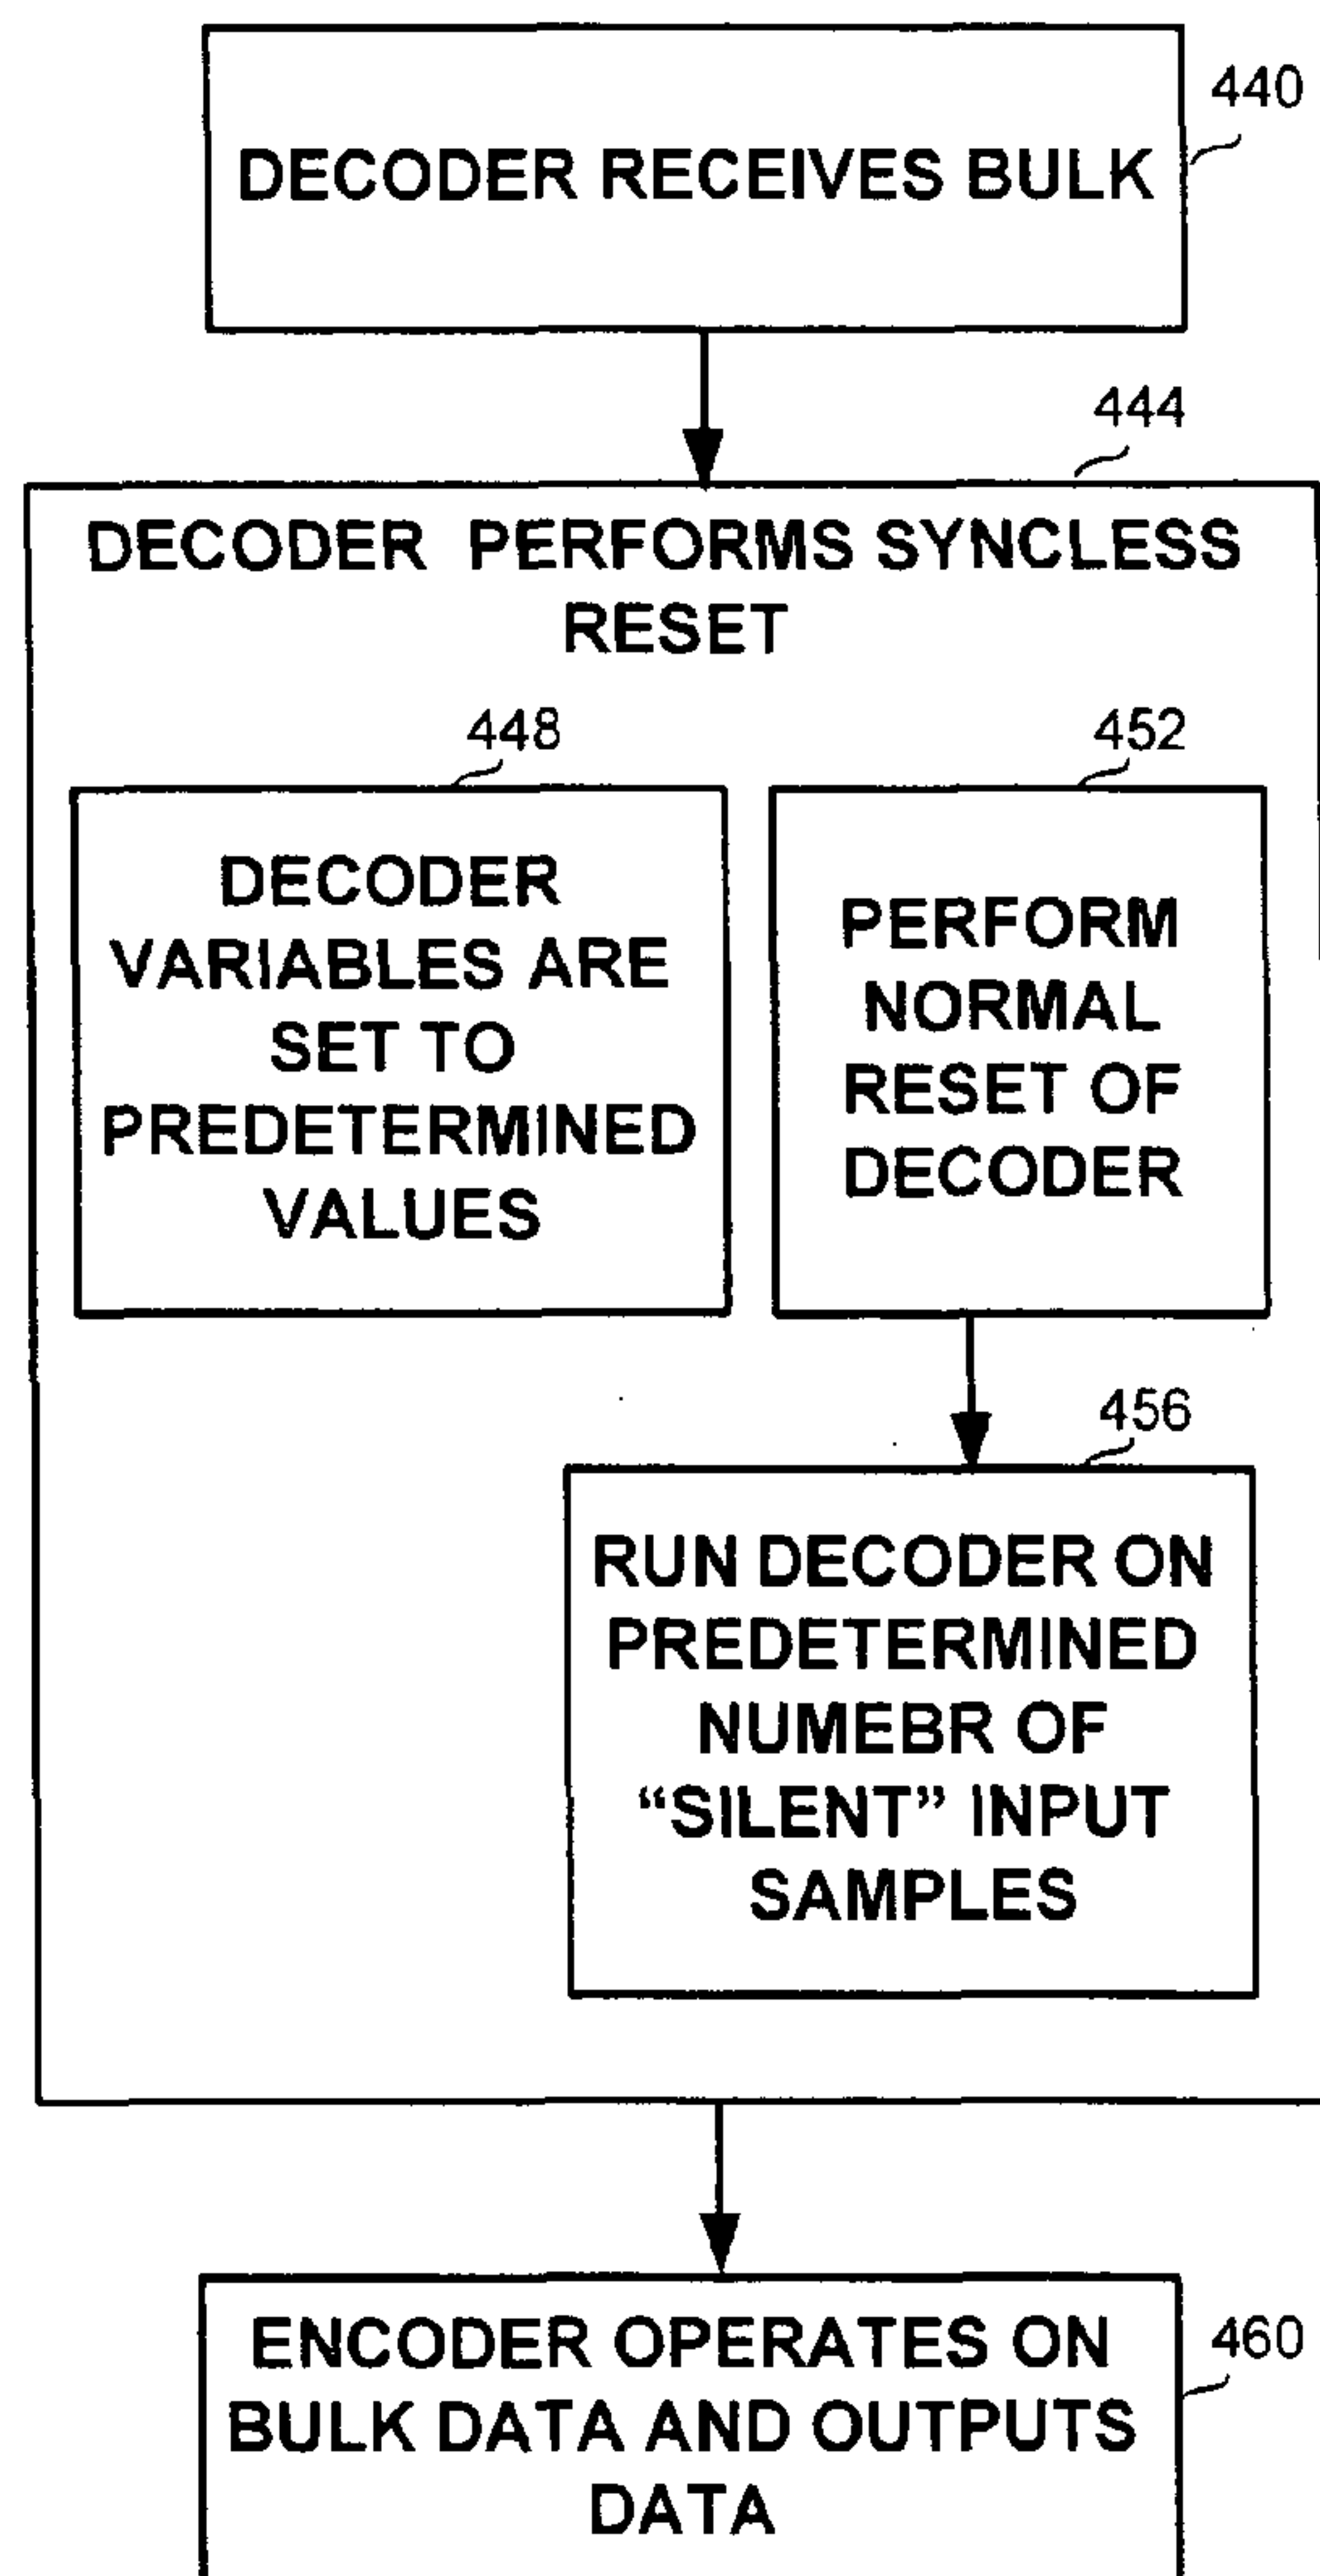 440
DECODER RECEIVES BULK
444
DECODER PERFORMS SYNCLESS
RESET
448
DECODER
VARIABLES ARE
SET TO
PREDETERMINED
VALUES
452
PERFORM
NORMAL
RESET OF
DECODER
456
RUN DECODER ON
PREDETERMINED
NUMEBR OF
“SILENT” INPUT
SAMPLES
460
ENCODER OPERATES ON
BULK DATA AND OUTPUTS
DATA